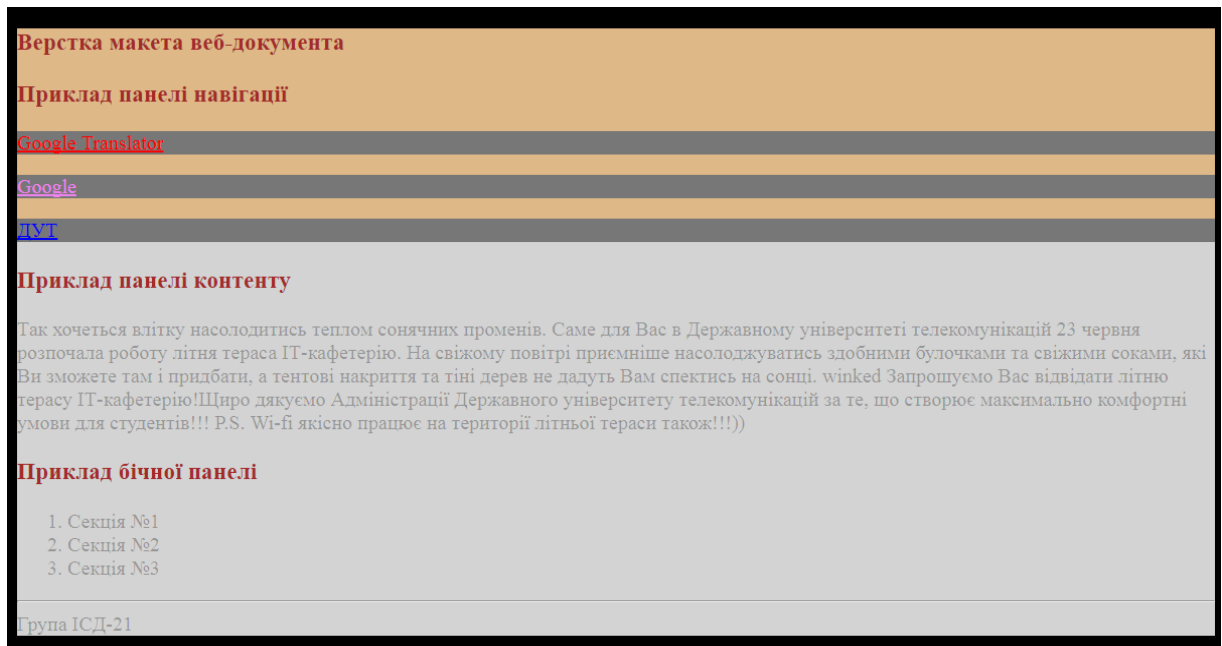 Верстка макета веб-документа
Приклад панелі навігації
Google Translator
Google
ДУТ
Приклад панелі контенту
Так хочеться влітку насолодитись теплом сонячних променів. Саме для Вас в Державному університеті телекомунікацій 23 червня
розпочала роботу літня тераса ІТ-кафетерію. На свіжому повітрі приємніше насолоджуватись здобними булочками та свіжими соками, які
Ви зможете там і придбати, а тентові накриття та тіні дерев не дадуть Вам спектись на сонці. winked Запрошуємо Вас відвідати літню
терасу ІТ-кафетерію!Щиро дякуємо Адміністрації Державного університету телекомунікацій за те, що створює максимально комфортні
умови для студентів!!! P.S. Wi-fi якісно працює на території літньої тераси також!!!))
Приклад бічної панелі
1. Секція №1
2. Секція №2
3. Секція №3
Група ІСД-21